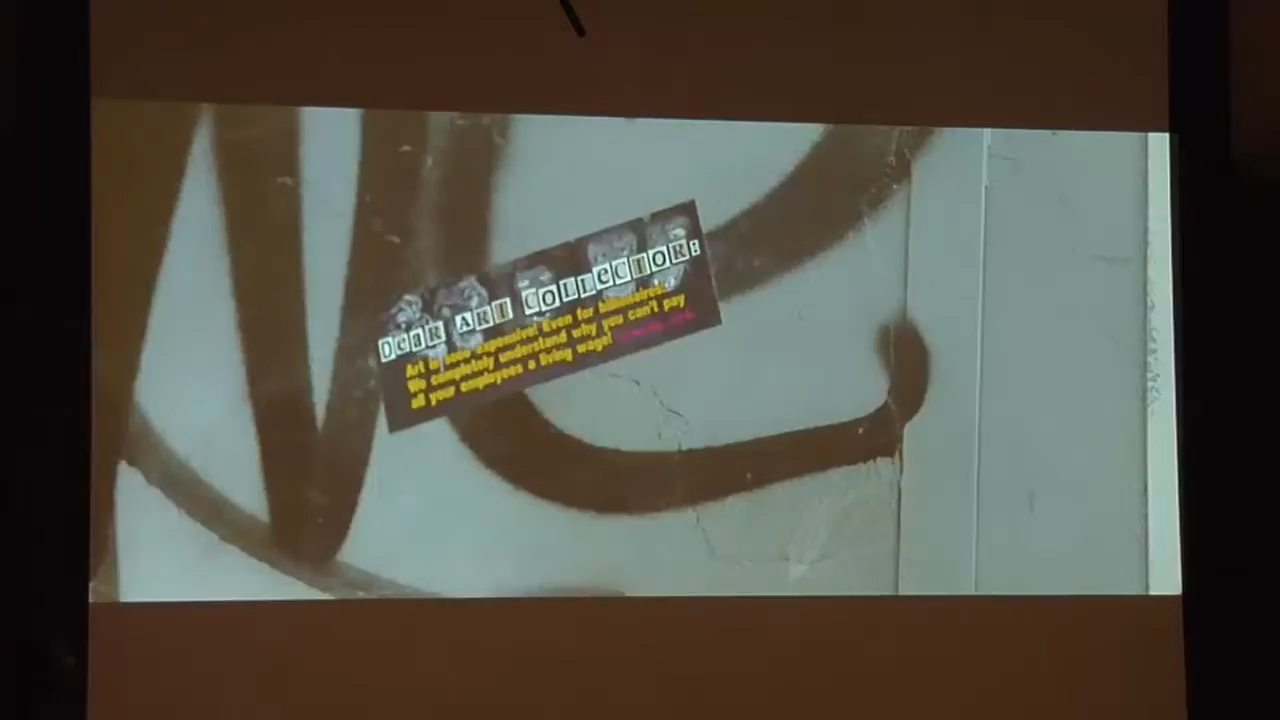 DeaR ARt COLLeCtOR:
Art is sooo expensive! Even for billionaires!
We completely understand why you can't pay
all your employees a living wage!